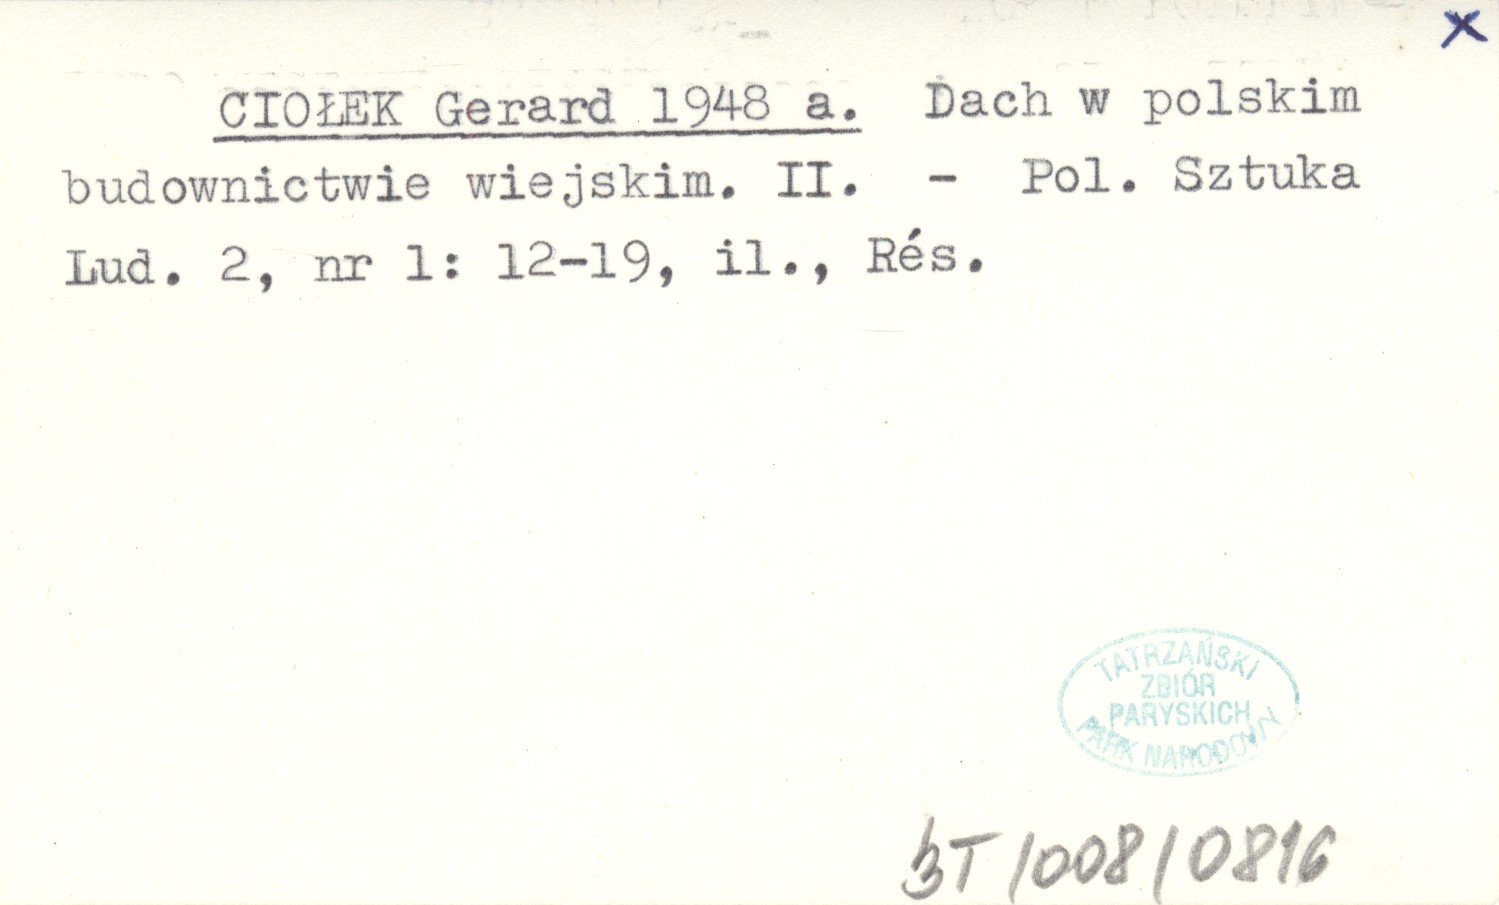 x
CIOŁEK Gerard 1948 a. Dach w polskim
budownictwie wiejskim. II. - Pol. Sztuka
Lud. 2, nr 1: 12-19, il., Rés.
TATRZAŃSKI
ZBIÓR
PARYSKICH
PARK NARODOWY
BT/008/0816